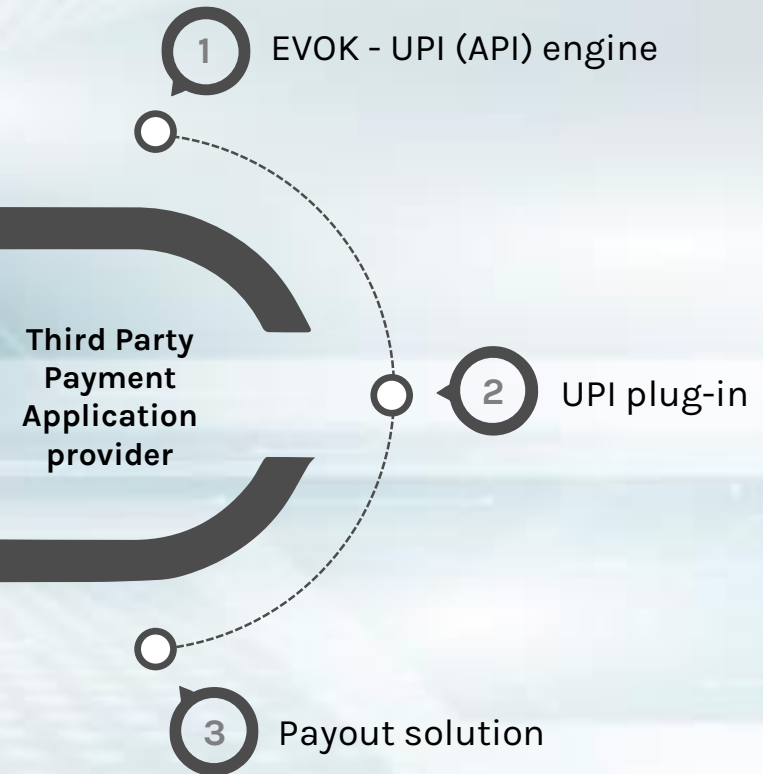 1
EVOK - UPI (API) engine
Third Party
Payment
Application
provider
2
UPI plug-in
3
Payout solution